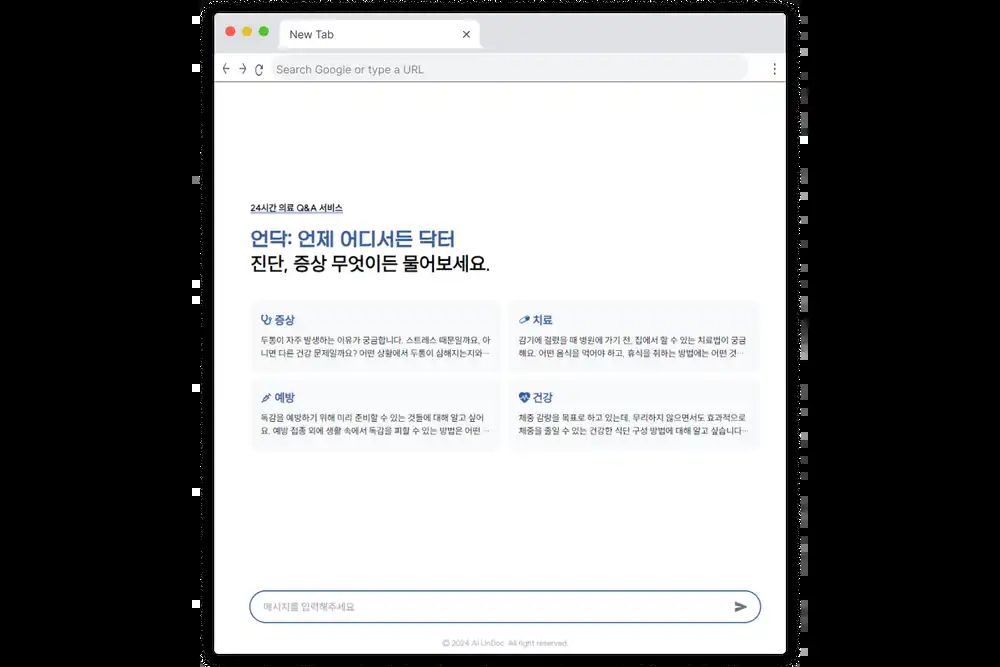 New Tab
Search Google or type a URL
24시간 의료 Q&A 서비스
언닥: 언제 어디서든 닥터
진단, 증상 무엇이든 물어보세요.
증상
두통이 자주 발생하는 이유가 궁금합니다. 스트레스 때문일까요, 아
니면 다른 건강 문제일까요? 어떤 상황에서 두통이 심해지는지와…
치료
감기에 걸렸을 때 병원에 가기 전, 집에서 할 수 있는 치료법이 궁금
해요. 어떤 음식을 먹어야 하고, 휴식을 취하는 방법에는 어떤 것…
예방
독감을 예방하기 위해 미리 준비할 수 있는 것들에 대해 알고 싶어
요. 예방 접종 외에 생활 속에서 독감을 피할 수 있는 방법은 어떤 …
건강
체중 감량을 목표로 하고 있는데, 무리하지 않으면서도 효과적으로
체중을 줄일 수 있는 건강한 식단 구성 방법에 대해 알고 싶습니다…
메시지를 입력해주세요
© 2024 Ai UnDoc. All right reserved.